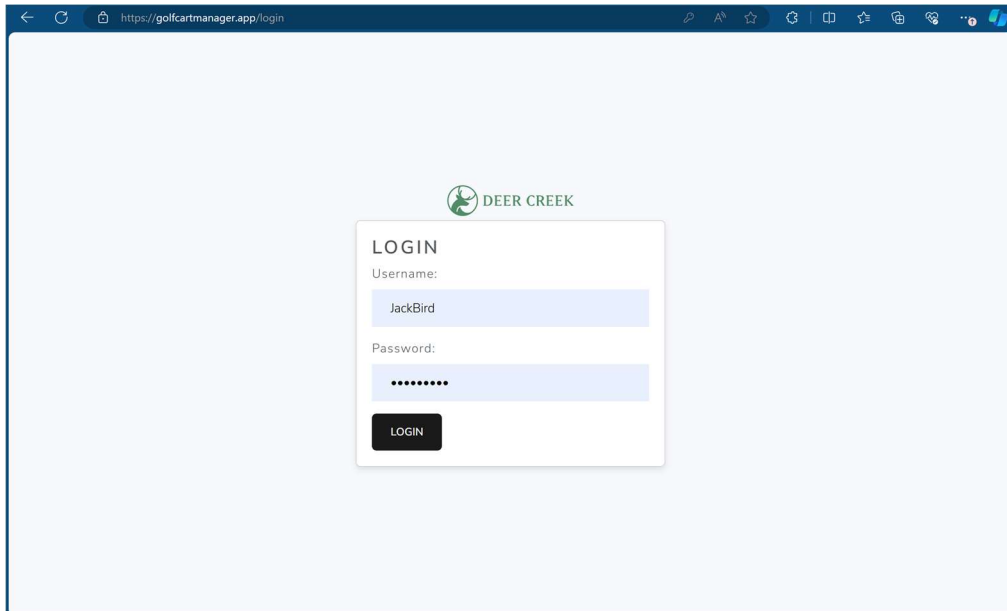 https://golfcartmanager.app/login
DEER CREEK
LOGIN
Username:
JackBird
Password:
•••••••••
LOGIN